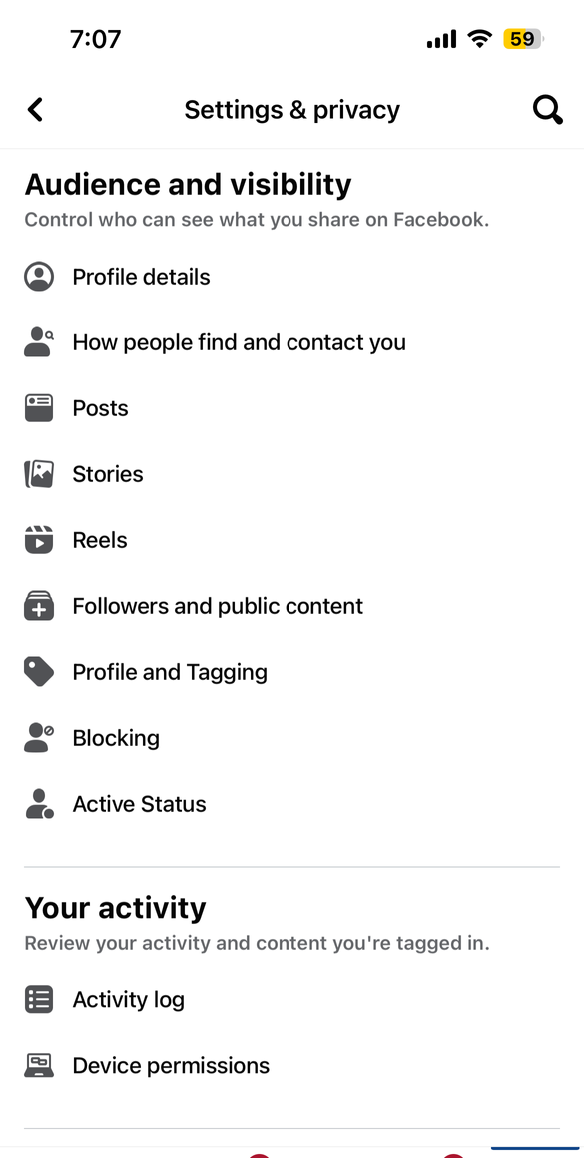 7:07
59
Settings & privacy
Audience and visibility
Control who can see what you share on Facebook.
Profile details
How people find and contact you
Posts
Stories
Reels
Followers and public content
Profile and Tagging
Blocking
Active Status
Your activity
Review your activity and content you're tagged in.
Activity log
Device permissions